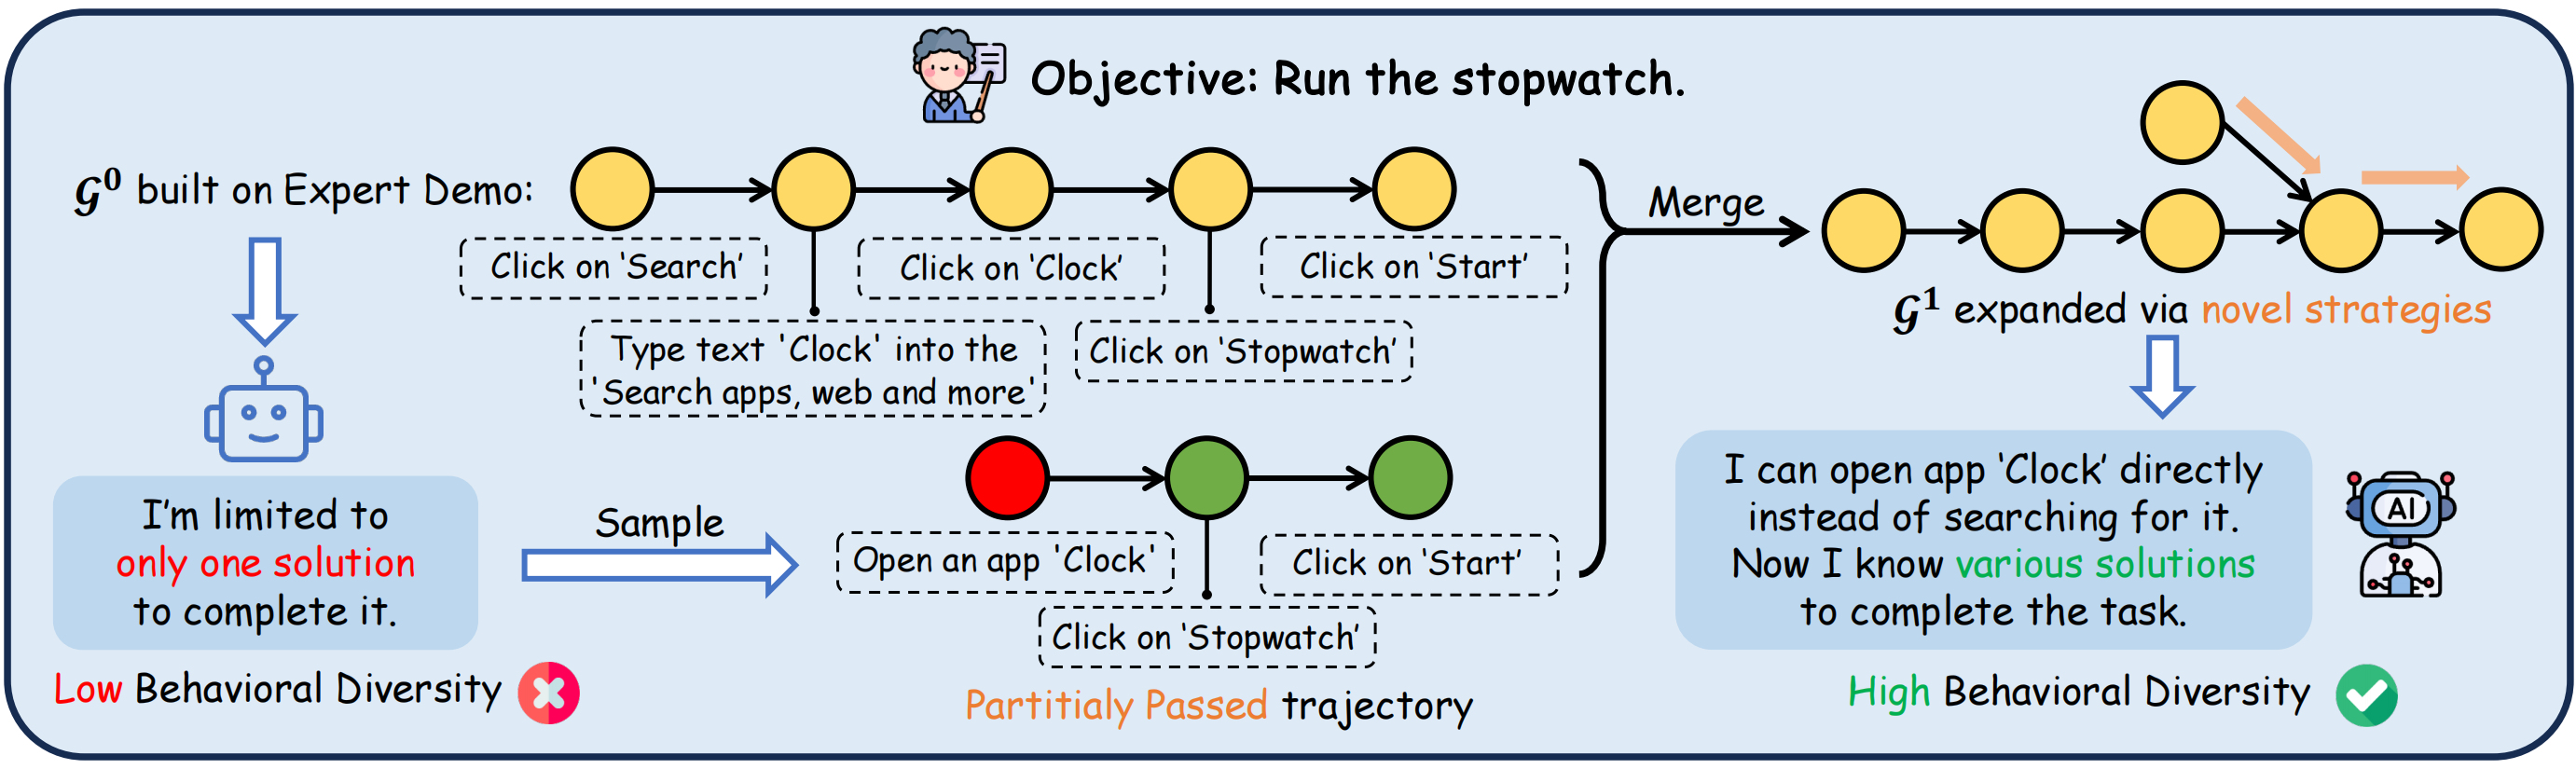 Objective: Run the stopwatch.
𝒢⁰ built on Expert Demo:
Click on 'Search'
Click on 'Clock'
Click on 'Start'
Type text 'Clock' into the
'Search apps, web and more'
Click on 'Stopwatch'
Merge
𝒢¹ expanded via novel strategies
I'm limited to
only one solution
to complete it.
Low Behavioral Diversity
Sample
Open an app 'Clock'
Click on 'Start'
Click on 'Stopwatch'
Partitialy Passed trajectory
I can open app 'Clock' directly
instead of searching for it.
Now I know various solutions
to complete the task.
AI
High Behavioral Diversity